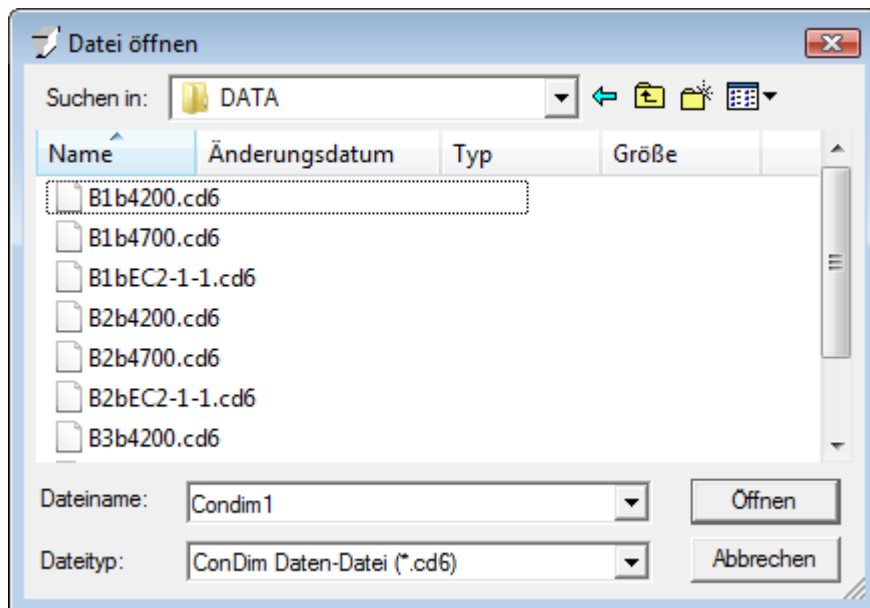 Datei öffnen
Suchen in: DATA
Name Änderungsdatum Typ Größe
B1b4200.cd6
B1b4700.cd6
B1bEC2-1-1.cd6
B2b4200.cd6
B2b4700.cd6
B2bEC2-1-1.cd6
B3b4200.cd6
Dateiname: Condim1 Öffnen
Dateityp: ConDim Daten-Datei (*.cd6) Abbrechen